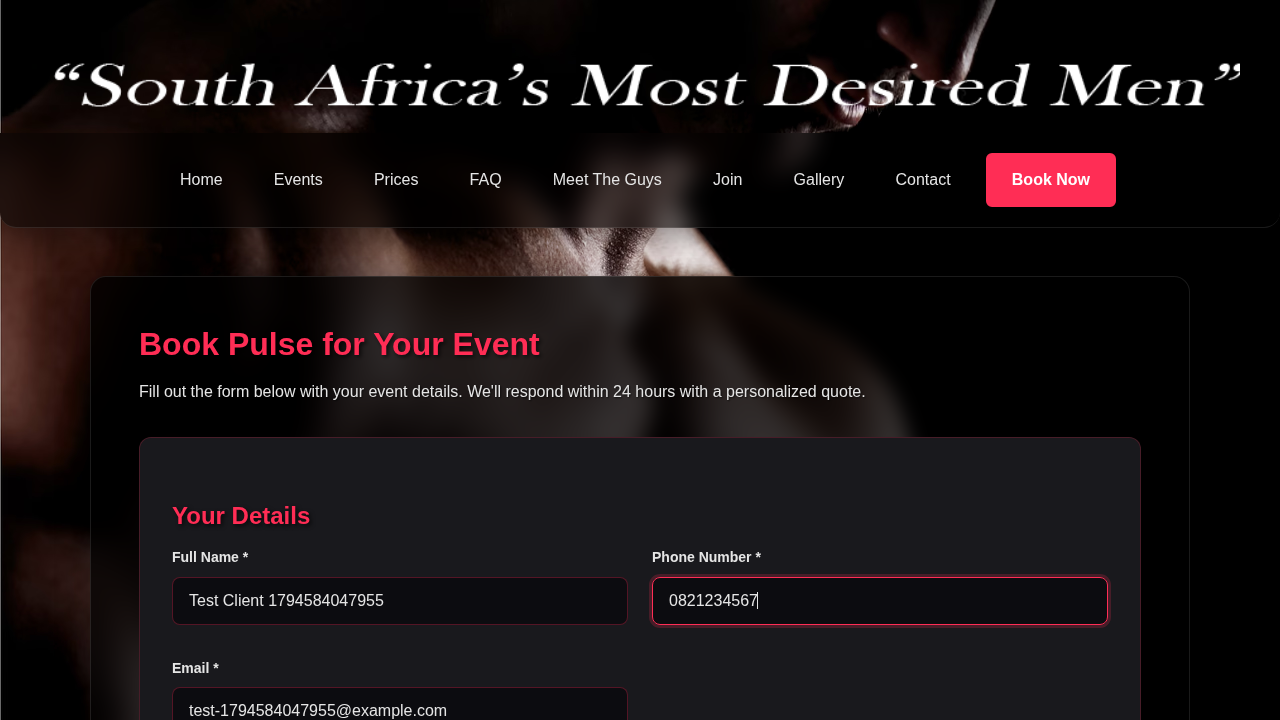 “South Africa’s Most Desired Men”
Home Events Prices FAQ Meet The Guys Join Gallery Contact Book Now
Book Pulse for Your Event
Fill out the form below with your event details. We'll respond within 24 hours with a personalized quote.
Your Details
Full Name * Phone Number *
Test Client 1794584047955 0821234567
Email *
test-1794584047955@example.com